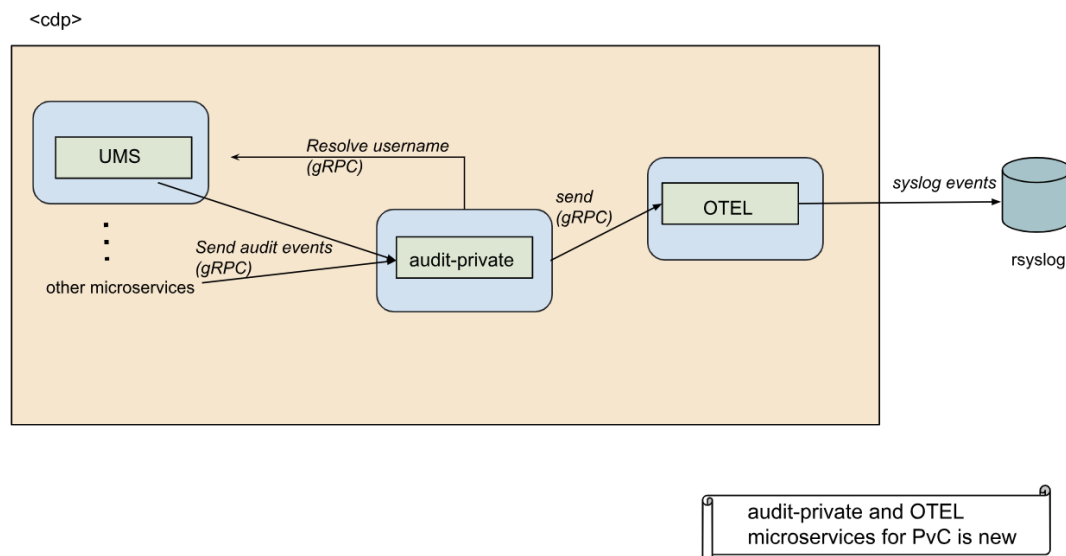 <cdp>
UMS
Resolve username
(gRPC)
send
(gRPC)
OTEL
syslog events
Send audit events
(gRPC)
audit-private
other microservices
rsyslog
audit-private and OTEL
microservices for PvC is new